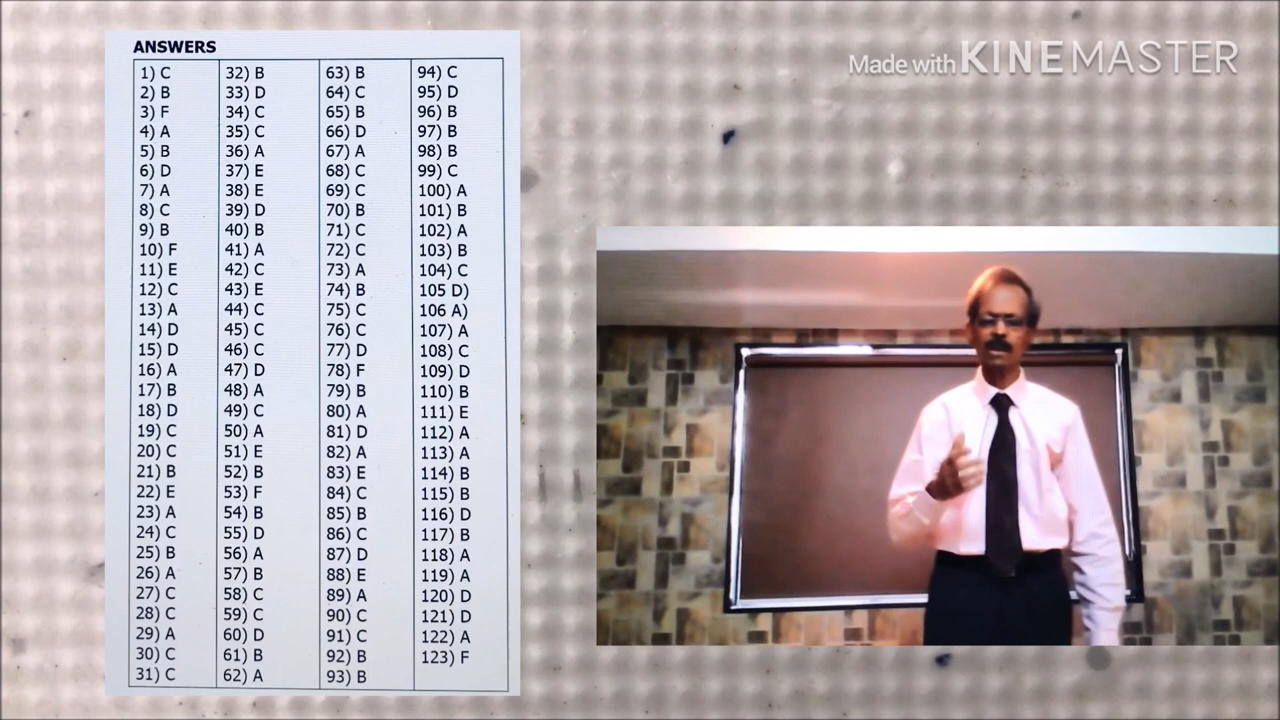 ANSWERS
1) C
2) B
3) F
4) A
5) B
6) D
7) A
8) C
9) B
10) F
11) E
12) C
13) A
14) D
15) D
16) A
17) B
18) D
19) C
20) C
21) B
22) E
23) A
24) C
25) B
26) A
27) C
28) C
29) A
30) C
31) C
32) B
33) D
34) C
35) C
36) A
37) E
38) E
39) D
40) B
41) A
42) C
43) E
44) C
45) C
46) C
47) D
48) A
49) C
50) A
51) E
52) B
53) F
54) B
55) D
56) A
57) B
58) C
59) C
60) D
61) B
62) A
63) B
64) C
65) B
66) D
67) A
68) C
69) C
70) B
71) C
72) C
73) A
74) B
75) C
76) C
77) D
78) F
79) B
80) A
81) D
82) A
83) E
84) C
85) B
86) C
87) D
88) E
89) A
90) C
91) C
92) B
93) B
94) C
95) D
96) B
97) B
98) B
99) C
100) A
101) B
102) A
103) B
104) C
105 D)
106 A)
107) A
108) C
109) D
110) B
111) E
112) A
113) A
114) B
115) B
116) D
117) B
118) A
119) A
120) D
121) D
122) A
123) F
Made with KINEMASTER